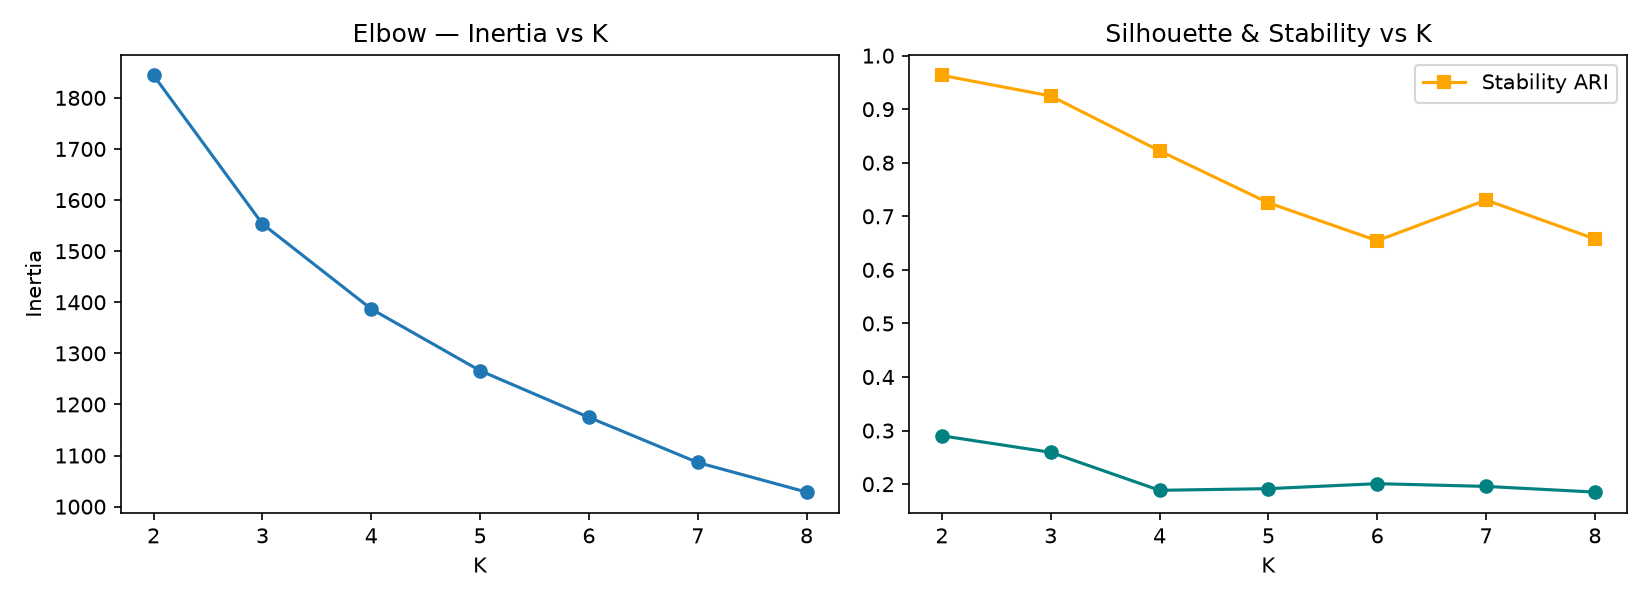 Elbow — Inertia vs K
Inertia
1800
1700
1600
1500
1400
1300
1200
1100
1000
2 3 4 5 6 7 8
K
Silhouette & Stability vs K
Stability ARI
1.0
0.9
0.8
0.7
0.6
0.5
0.4
0.3
0.2
2 3 4 5 6 7 8
K